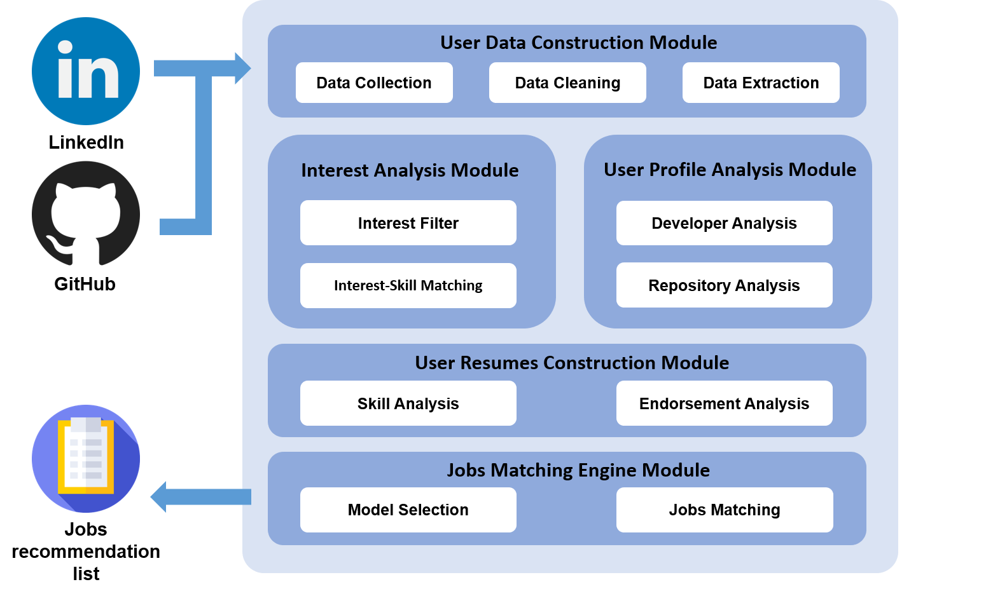 in
LinkedIn
GitHub
User Data Construction Module
Data Collection
Data Cleaning
Data Extraction
Interest Analysis Module
Interest Filter
Interest-Skill Matching
User Profile Analysis Module
Developer Analysis
Repository Analysis
User Resumes Construction Module
Skill Analysis
Endorsement Analysis
Jobs Matching Engine Module
Model Selection
Jobs Matching
Jobs
recommendation
list